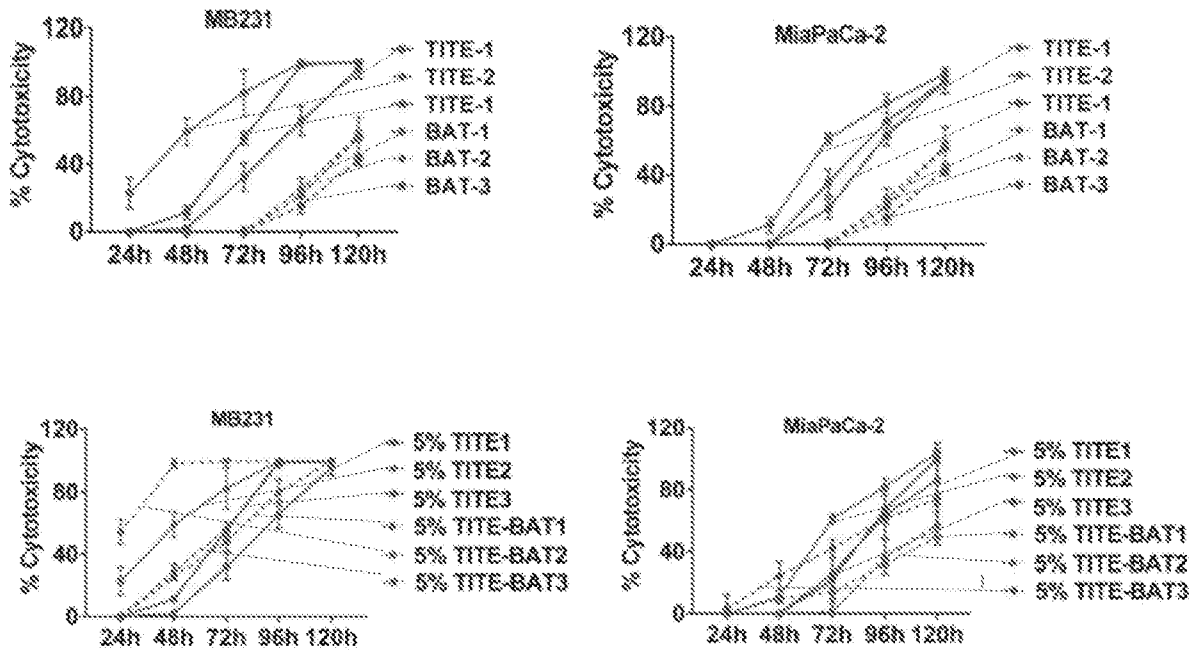 MB231
% Cytotoxicity
120
80
40
0
24h 48h 72h 96h 120h
TITE-1
TITE-2
TITE-1
BAT-1
BAT-2
BAT-3
MiaPaCa-2
% Cytotoxicity
120
80
40
0
24h 48h 72h 96h 120h
TITE-1
TITE-2
TITE-1
BAT-1
BAT-2
BAT-3
MB231
% Cytotoxicity
120
80
40
0
24h 48h 72h 96h 120h
5% TITE1
5% TITE2
5% TITE3
5% TITE-BAT1
5% TITE-BAT2
5% TITE-BAT3
MiaPaCa-2
% Cytotoxicity
120
80
40
0
24h 48h 72h 96h 120h
5% TITE1
5% TITE2
5% TITE3
5% TITE-BAT1
5% TITE-BAT2
5% TITE-BAT3